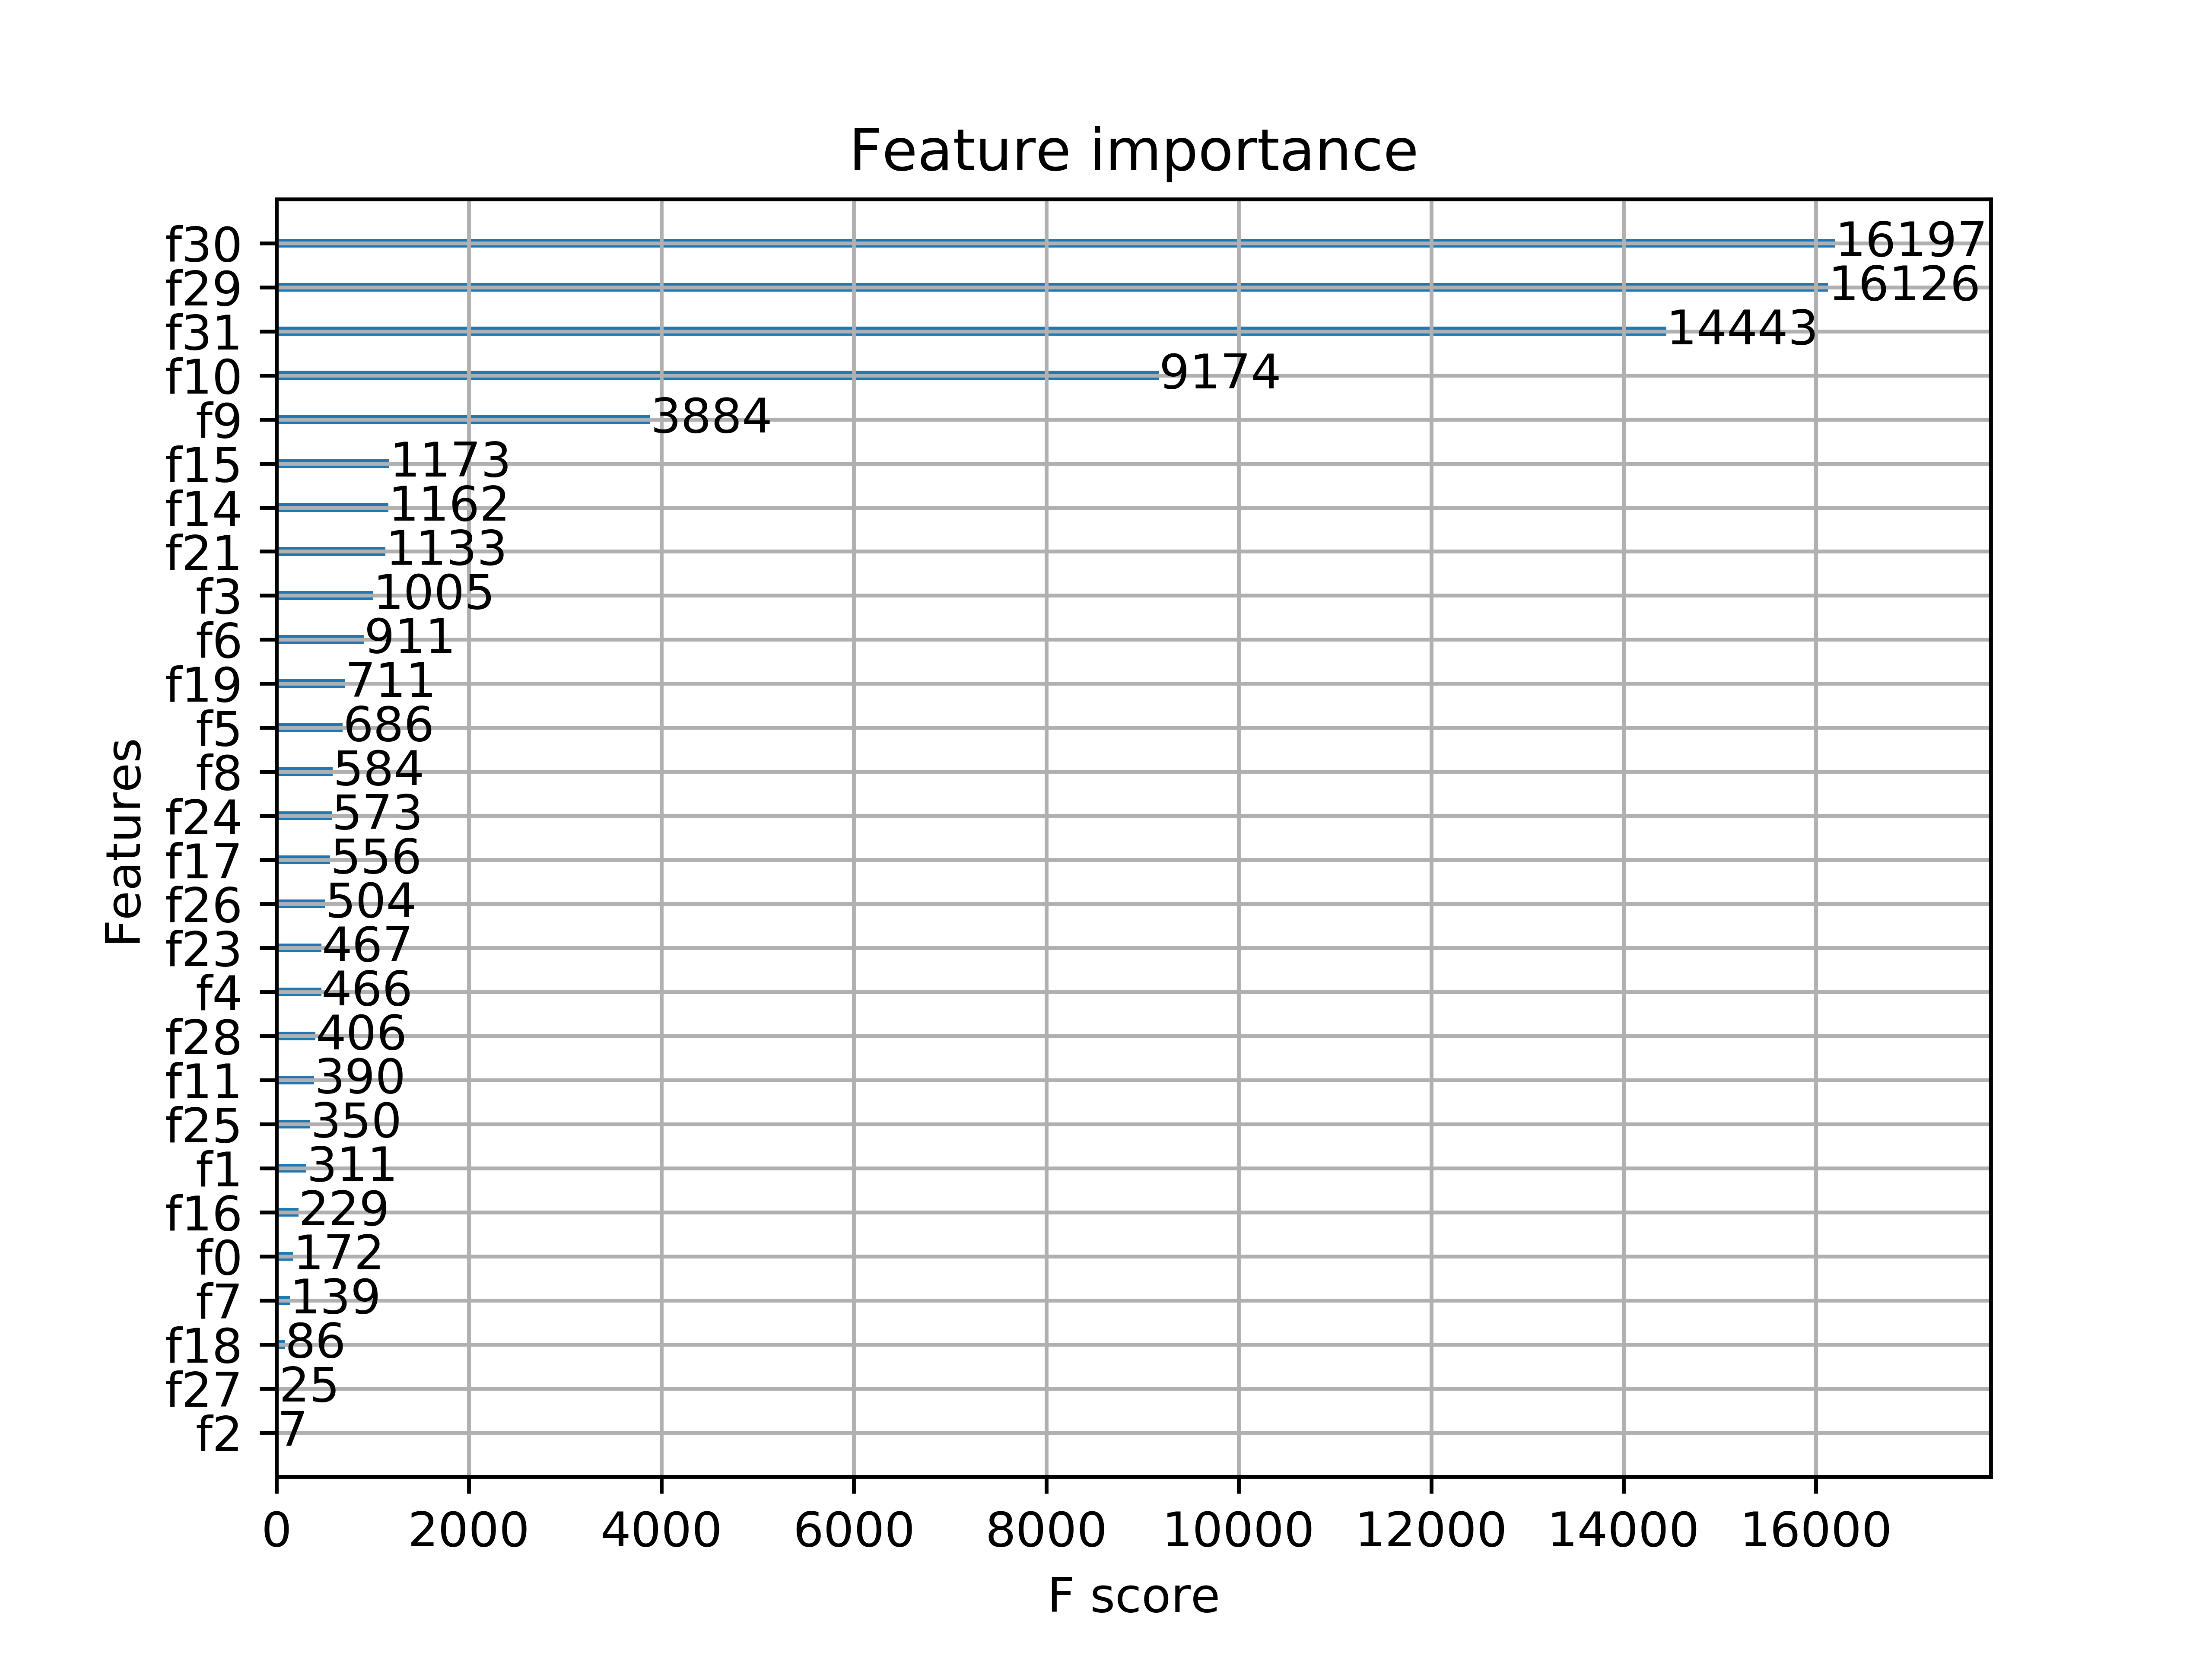 Feature importance
f30 16197
f29 16126
f31 14443
f10 9174
f9 3884
f15 1173
f14 1162
f21 1133
f3 1005
f6 911
f19 711
f5 686
f8 584
f24 573
f17 556
f26 504
f23 467
f4 466
f28 406
f11 390
f25 350
f1 311
f16 229
f0 172
f7 139
f18 86
f27 25
f2 7
Features
0 2000 4000 6000 8000 10000 12000 14000 16000
F score